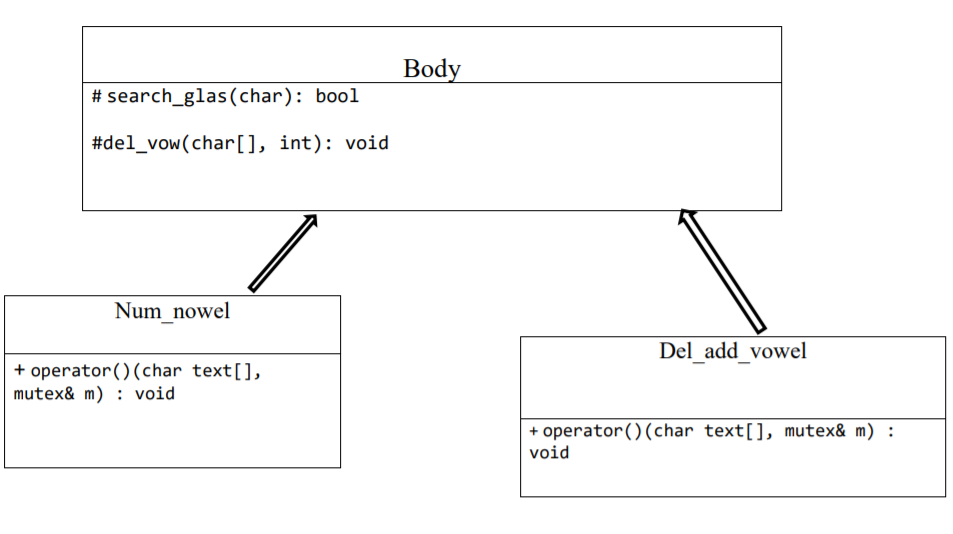 Body
# search_glas(char): bool
#del_vow(char[], int): void
Num_nowel
+ operator()(char text[],
mutex& m) : void
Del_add_vowel
+ operator()(char text[], mutex& m) :
void